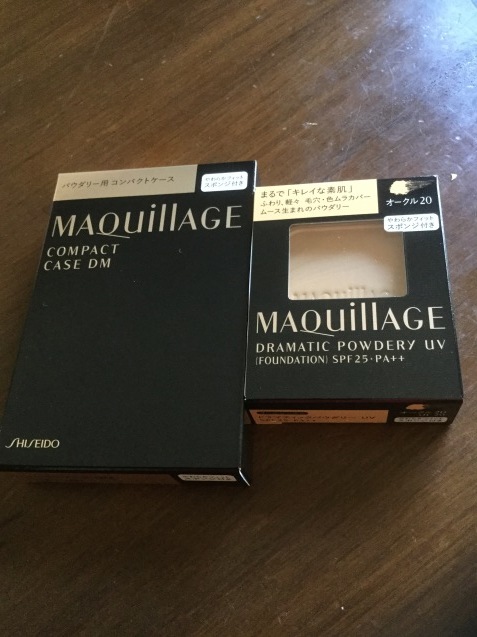 パウダリー用 コンパクトケース
やわらかフィット
スポンジ付き
MAQuillAGE
COMPACT
CASE DM
SHISEIDO
まるで「キレイな素肌」
ふわり、軽々 毛穴・色ムラカバー
ムース生まれのパウダリー
オークル20
やわらかフィット
スポンジ付き
MAQuillAGE
DRAMATIC POWDERY UV
(FOUNDATION) SPF25・PA++